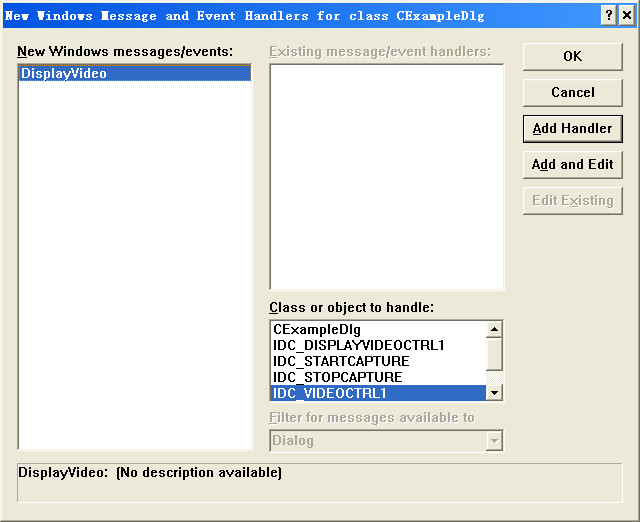 New Windows Message and Event Handlers for class CExampleDlg
New Windows messages/events:
DisplayVideo
Existing message/event handlers:
OK
Cancel
Add Handler
Add and Edit
Edit Existing
Class or object to handle:
CExampleDlg
IDC_DISPLAYVIDEOCTRL1
IDC_STARTCAPTURE
IDC_STOPCAPTURE
IDC_VIDEOCTRL1
Filter for messages available to
Dialog
DisplayVideo: (No description available)